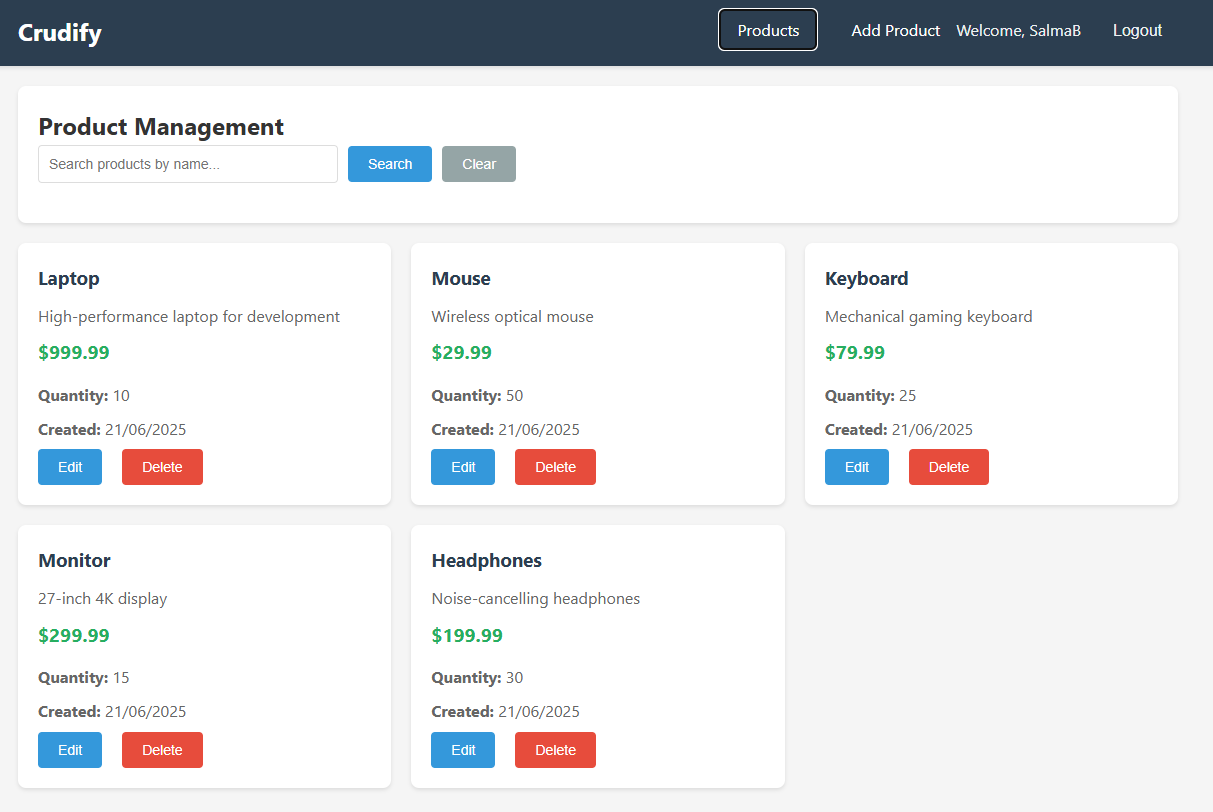 Crudify
Products
Add Product
Welcome, SalmaB
Logout
Product Management
Search products by name...
Search
Clear
Laptop
High-performance laptop for development
$999.99
Quantity: 10
Created: 21/06/2025
Edit
Delete
Mouse
Wireless optical mouse
$29.99
Quantity: 50
Created: 21/06/2025
Edit
Delete
Keyboard
Mechanical gaming keyboard
$79.99
Quantity: 25
Created: 21/06/2025
Edit
Delete
Monitor
27-inch 4K display
$299.99
Quantity: 15
Created: 21/06/2025
Edit
Delete
Headphones
Noise-cancelling headphones
$199.99
Quantity: 30
Created: 21/06/2025
Edit
Delete